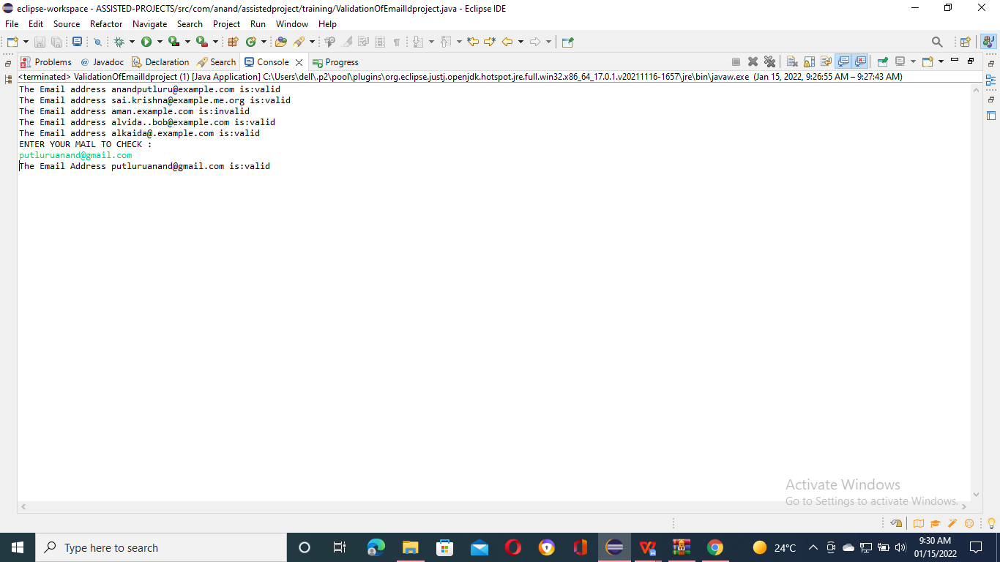 eclipse-workspace - ASSISTED-PROJECTS/src/com/anand/assistedproject/training/ValidationOfEmailIdproject.java - Eclipse IDE
File Edit Source Refactor Navigate Search Project Run Window Help
Problems @ Javadoc Declaration Search Console Progress
<terminated> ValidationOfEmailIdproject (1) [Java Application] C:\Users\dell\.p2\pool\plugins\org.eclipse.justj.openjdk.hotspot.jre.full.win32.x86_64_17.0.1.v20211116-1657\jre\bin\javaw.exe (Jan 15, 2022, 9:26:55 AM – 9:27:43 AM)
The Email address anandputluru@example.com is:valid
The Email address sai.krishna@example.me.org is:valid
The Email address aman.example.com is:invalid
The Email address alvida..bob@example.com is:valid
The Email address alkaida@.example.com is:valid
ENTER YOUR MAIL TO CHECK :
putluruanand@gmail.com
The Email Address putluruanand@gmail.com is:valid
Activate Windows
Go to Settings to activate Windows.
Type here to search
24°C
9:30 AM
01/15/2022